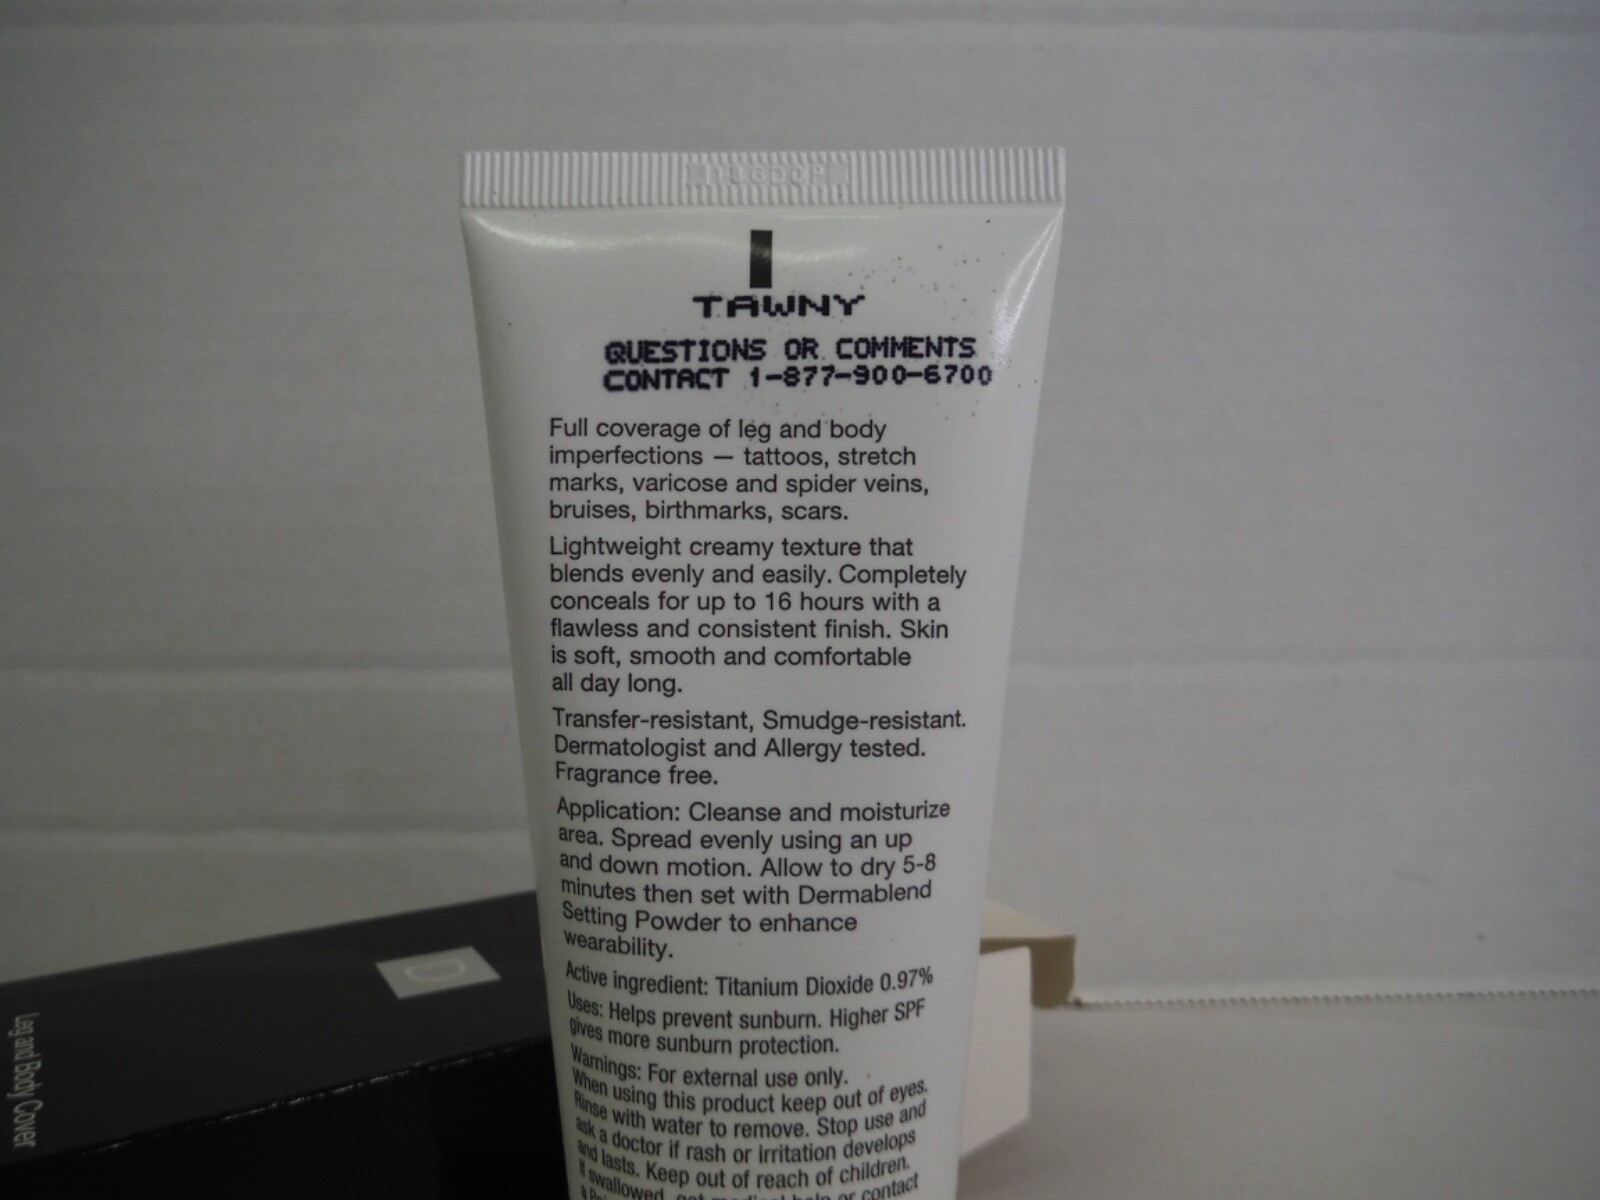 TAWNY
QUESTIONS OR COMMENTS
CONTACT 1-877-900-6700
Full coverage of leg and body
imperfections — tattoos, stretch
marks, varicose and spider veins,
bruises, birthmarks, scars.
Lightweight creamy texture that
blends evenly and easily. Completely
conceals for up to 16 hours with a
flawless and consistent finish. Skin
is soft, smooth and comfortable
all day long.
Transfer-resistant, Smudge-resistant.
Dermatologist and Allergy tested.
Fragrance free.
Application: Cleanse and moisturize
area. Spread evenly using an up
and down motion. Allow to dry 5-8
minutes then set with Dermablend
Setting Powder to enhance
wearability.
Active ingredient: Titanium Dioxide 0.97%
Uses: Helps prevent sunburn. Higher SPF
gives more sunburn protection.
Warnings: For external use only.
When using this product keep out of eyes.
Rinse with water to remove. Stop use and
ask a doctor if rash or irritation develops
and lasts. Keep out of reach of children.
If swallowed, get medical help or contact
D
Leg and Body Cover